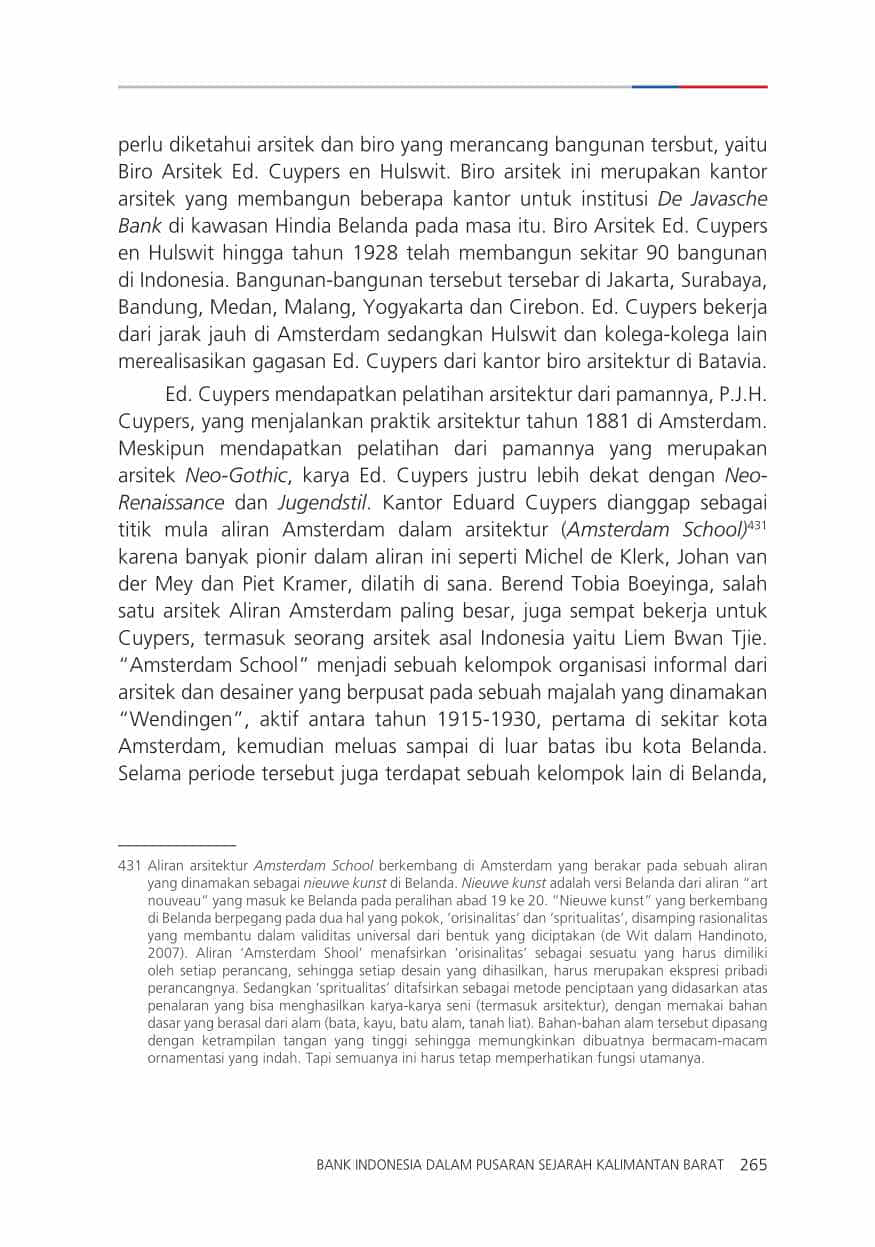 perlu diketahui arsitek dan biro yang merancang bangunan tersbut, yaitu
Biro Arsitek Ed. Cuypers en Hulswit. Biro arsitek ini merupakan kantor
arsitek yang membangun beberapa kantor untuk institusi De Javasche
Bank di kawasan Hindia Belanda pada masa itu. Biro Arsitek Ed. Cuypers
en Hulswit hingga tahun 1928 telah membangun sekitar 90 bangunan
di Indonesia. Bangunan-bangunan tersebut tersebar di Jakarta, Surabaya,
Bandung, Medan, Malang, Yogyakarta dan Cirebon. Ed. Cuypers bekerja
dari jarak jauh di Amsterdam sedangkan Hulswit dan kolega-kolega lain
merealisasikan gagasan Ed. Cuypers dari kantor biro arsitektur di Batavia.
Ed. Cuypers mendapatkan pelatihan arsitektur dari pamannya, P.J.H.
Cuypers, yang menjalankan praktik arsitektur tahun 1881 di Amsterdam.
Meskipun mendapatkan pelatihan dari pamannya yang merupakan
arsitek Neo-Gothic, karya Ed. Cuypers justru lebih dekat dengan Neo-
Renaissance dan Jugendstil. Kantor Eduard Cuypers dianggap sebagai
titik mula aliran Amsterdam dalam arsitektur (Amsterdam School)431
karena banyak pionir dalam aliran ini seperti Michel de Klerk, Johan van
der Mey dan Piet Kramer, dilatih di sana. Berend Tobia Boeyinga, salah
satu arsitek Aliran Amsterdam paling besar, juga sempat bekerja untuk
Cuypers, termasuk seorang arsitek asal Indonesia yaitu Liem Bwan Tjie.
“Amsterdam School” menjadi sebuah kelompok organisasi informal dari
arsitek dan desainer yang berpusat pada sebuah majalah yang dinamakan
“Wendingen”, aktif antara tahun 1915-1930, pertama di sekitar kota
Amsterdam, kemudian meluas sampai di luar batas ibu kota Belanda.
Selama periode tersebut juga terdapat sebuah kelompok lain di Belanda,
431 Aliran arsitektur Amsterdam School berkembang di Amsterdam yang berakar pada sebuah aliran
yang dinamakan sebagai nieuwe kunst di Belanda. Nieuwe kunst adalah versi Belanda dari aliran “art
nouveau” yang masuk ke Belanda pada peralihan abad 19 ke 20. “Nieuwe kunst” yang berkembang
di Belanda berpegang pada dua hal yang pokok, ‘orisinalitas’ dan ‘spritualitas’, disamping rasionalitas
yang membantu dalam validitas universal dari bentuk yang diciptakan (de Wit dalam Handinoto,
2007). Aliran ‘Amsterdam Shool’ menafsirkan ‘orisinalitas’ sebagai sesuatu yang harus dimiliki
oleh setiap perancang, sehingga setiap desain yang dihasilkan, harus merupakan ekspresi pribadi
perancangnya. Sedangkan ‘spritualitas’ ditafsirkan sebagai metode penciptaan yang didasarkan atas
penalaran yang bisa menghasilkan karya-karya seni (termasuk arsitektur), dengan memakai bahan
dasar yang berasal dari alam (bata, kayu, batu alam, tanah liat). Bahan-bahan alam tersebut dipasang
dengan ketrampilan tangan yang tinggi sehingga memungkinkan dibuatnya bermacam-macam
ornamentasi yang indah. Tapi semuanya ini harus tetap memperhatikan fungsi utamanya.
BANK INDONESIA DALAM PUSARAN SEJARAH KALIMANTAN BARAT 265